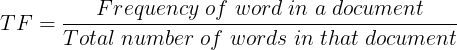 TF = Frequency of word in a document / Total number of words in that document